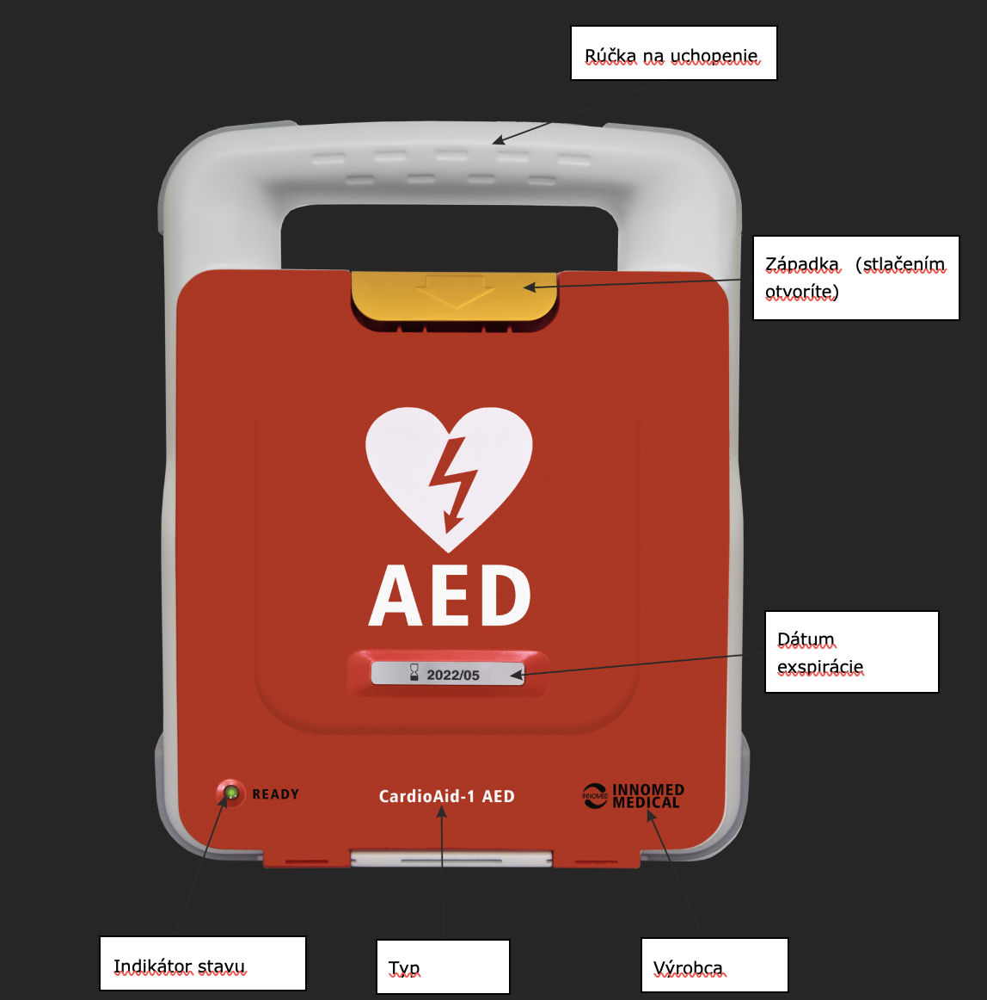 Rúčka na uchopenie
Západka (stlačením
otvoríte)
AED
Dátum
exspirácie
2022/05
READY
CardioAid-1 AED
INNOMED
INNOMED
MEDICAL
Indikátor stavu
Typ
Výrobca